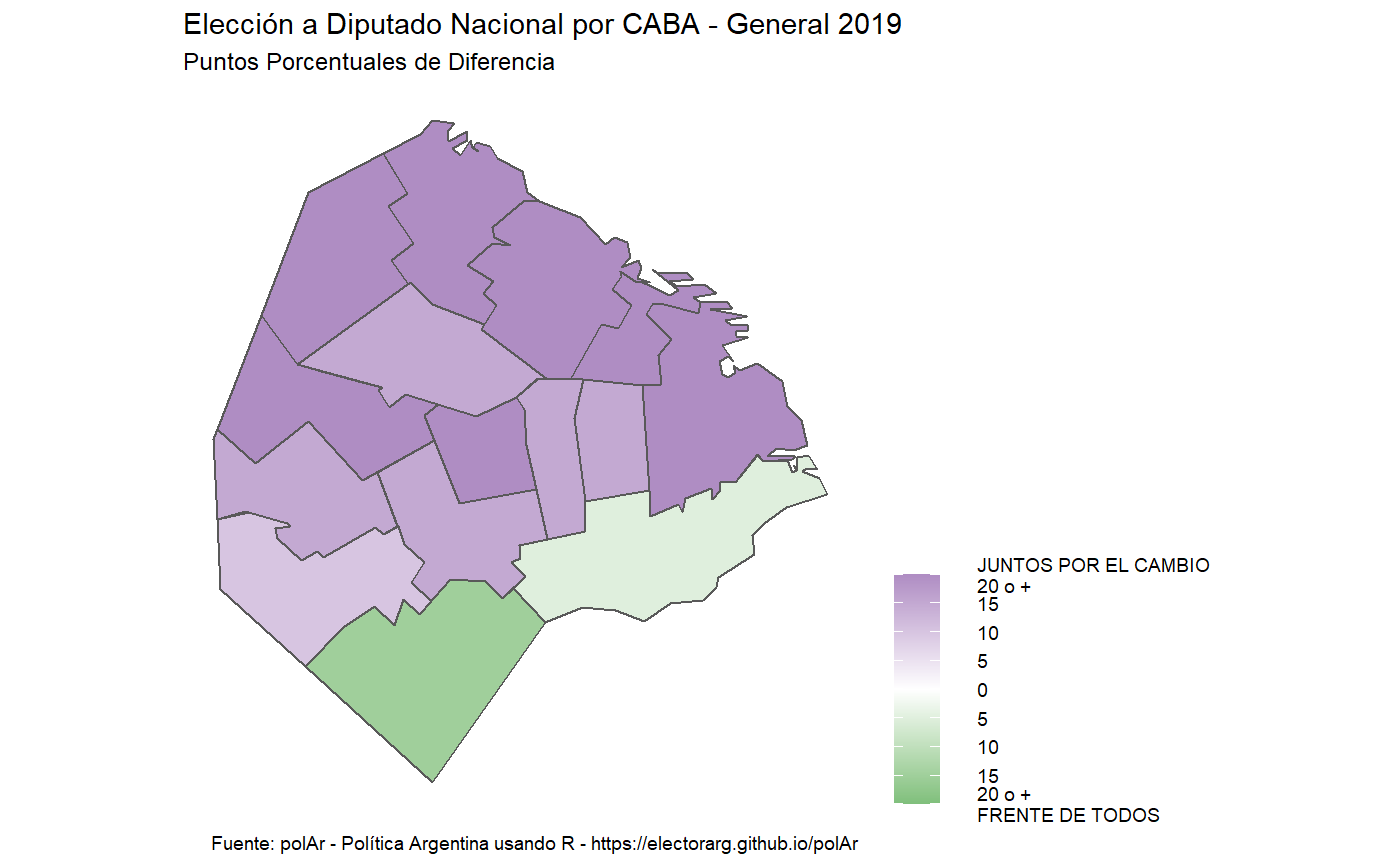 Elección a Diputado Nacional por CABA - General 2019
Puntos Porcentuales de Diferencia
JUNTOS POR EL CAMBIO
20 o +
15
10
5
0
5
10
15
20 o +
FRENTE DE TODOS
Fuente: polAr - Política Argentina usando R - https://electorarg.github.io/polAr